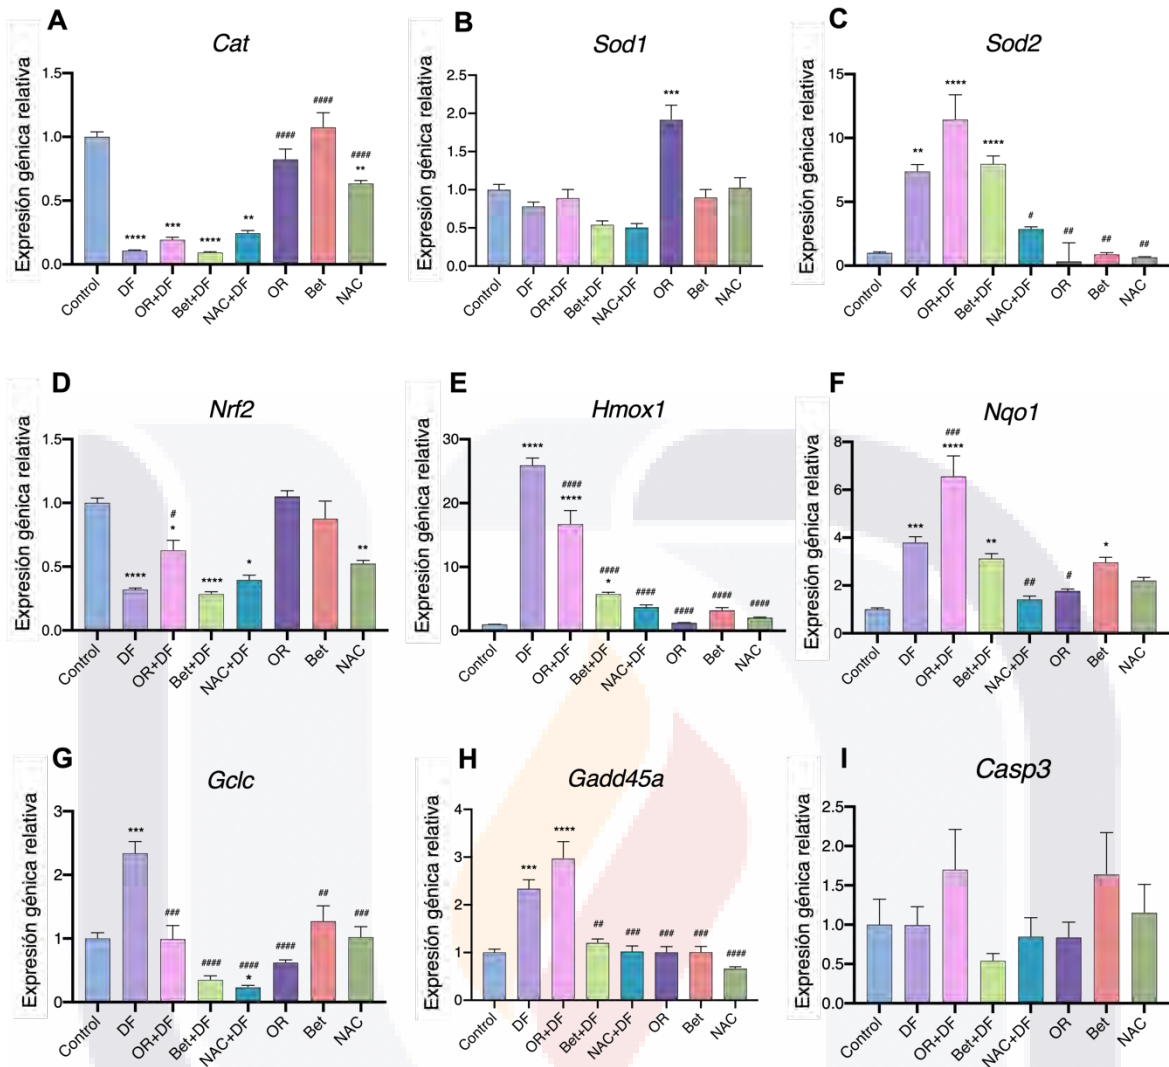 A
Cat
Expresión génica relativa
1.5
1.0
0.5
0.0
****
***
****
**
####
####
####
**
Control
DF
OR+DF
Bet+DF
NAC+DF
OR
Bet
NAC
B
Sod1
Expresión génica relativa
2.5
2.0
1.5
1.0
0.5
0.0
***
Control
DF
OR+DF
Bet+DF
NAC+DF
OR
Bet
NAC
C
Sod2
Expresión génica relativa
15
10
5
0
**
****
****
#
##
##
##
Control
DF
OR+DF
Bet+DF
NAC+DF
OR
Bet
NAC
D
Nrf2
Expresión génica relativa
1.5
1.0
0.5
0.0
****
#
*
****
*
**
Control
DF
OR+DF
Bet+DF
NAC+DF
OR
Bet
NAC
E
Hmox1
Expresión génica relativa
30
20
10
0
****
####
****
####
*
####
####
####
####
Control
DF
OR+DF
Bet+DF
NAC+DF
OR
Bet
NAC
F
Nqo1
Expresión génica relativa
8
6
4
2
0
***
###
****
**
##
#
*
Control
DF
OR+DF
Bet+DF
NAC+DF
OR
Bet
NAC
G
Gclc
Expresión génica relativa
3
2
1
0
***
###
####
####
*
####
##
###
Control
DF
OR+DF
Bet+DF
NAC+DF
OR
Bet
NAC
H
Gadd45a
Expresión génica relativa
5
4
3
2
1
0
***
****
##
###
###
###
####
Control
DF
OR+DF
Bet+DF
NAC+DF
OR
Bet
NAC
I
Casp3
Expresión génica relativa
2.5
2.0
1.5
1.0
0.5
0.0
Control
DF
OR+DF
Bet+DF
NAC+DF
OR
Bet
NAC